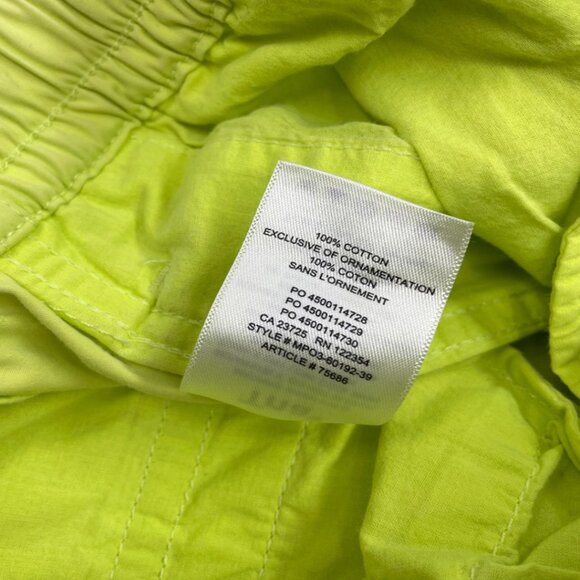 100% COTTON
EXCLUSIVE OF ORNAMENTATION
100% COTON
SANS L'ORNEMENT
PO 4500114728
PO 4500114729
PO 4500114730
CA 23725 RN 122354
STYLE # MPO3-80192-39
ARTICLE # 75686